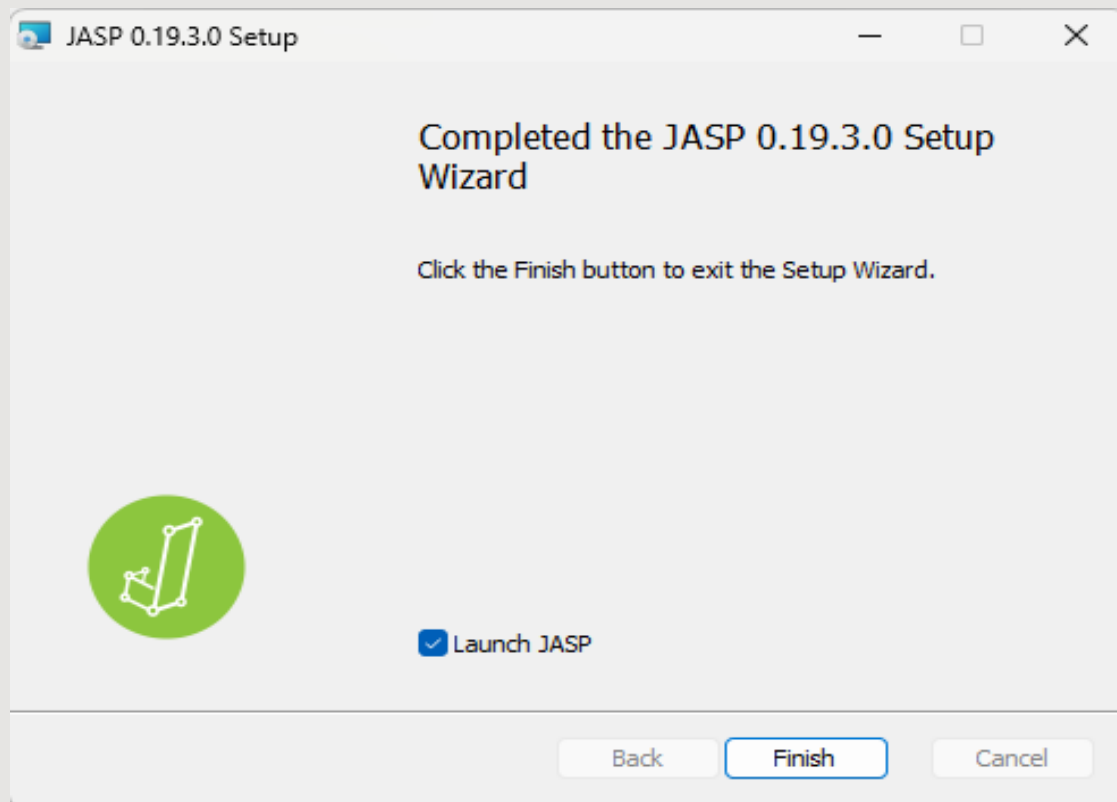 JASP 0.19.3.0 Setup
Completed the JASP 0.19.3.0 Setup
Wizard
Click the Finish button to exit the Setup Wizard.
Launch JASP
Back
Finish
Cancel